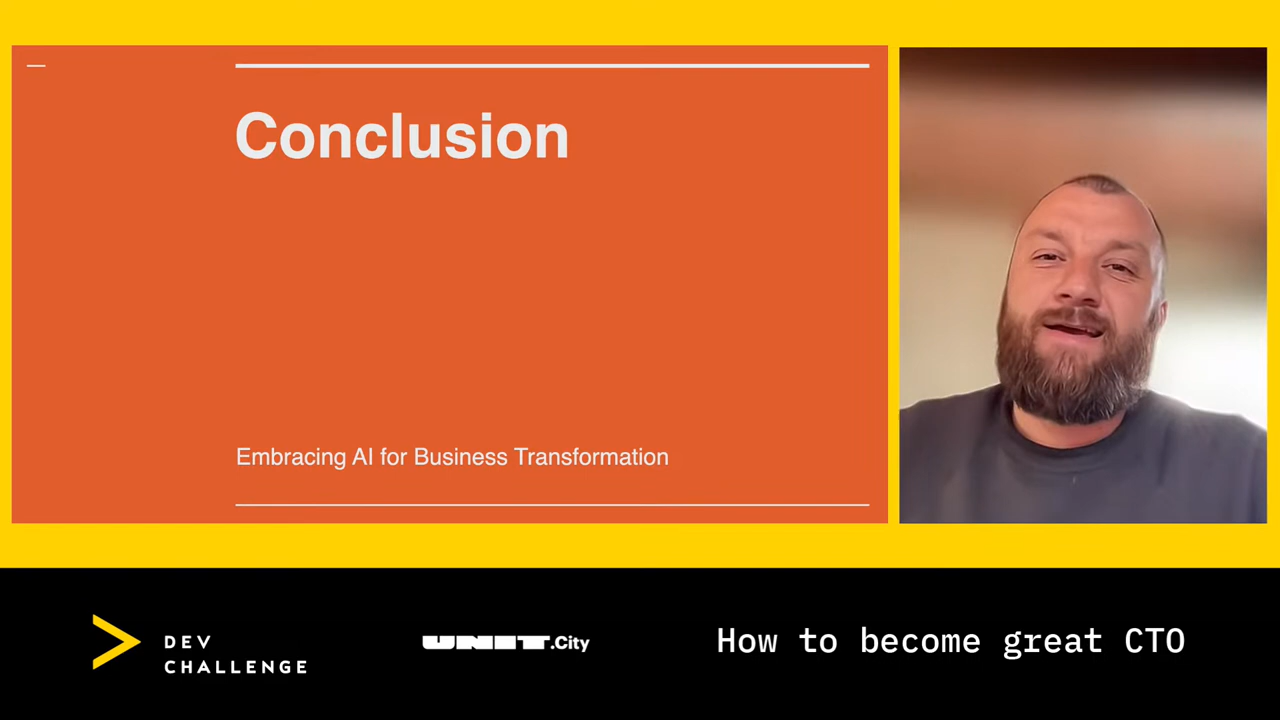 Conclusion
Embracing AI for Business Transformation
DEV
CHALLENGE
UNIT.City
How to become great CTO